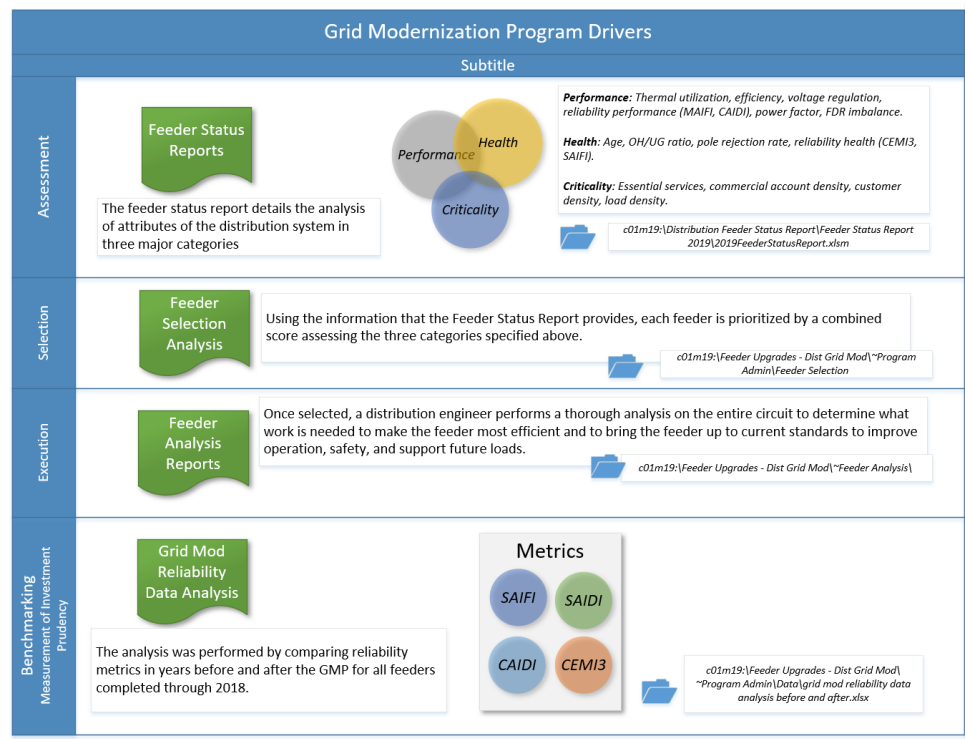 Grid Modernization Program Drivers
Subtitle
Assessment
Feeder Status
Reports
The feeder status report details the analysis
of attributes of the distribution system in
three major categories
Performance
Health
Criticality
Performance: Thermal utilization, efficiency, voltage regulation,
reliability performance (MAIFI, CAIDI), power factor, FDR imbalance.
Health: Age, OH/UG ratio, pole rejection rate, reliability health (CEMI3,
SAIFI).
Criticality: Essential services, commercial account density, customer
density, load density.
c01m19:\Distribution Feeder Status Report\Feeder Status Report
2019\2019FeederStatusReport.xlsm
Selection
Feeder
Selection
Analysis
Using the information that the Feeder Status Report provides, each feeder is prioritized by a combined
score assessing the three categories specified above.
c01m19:\Feeder Upgrades - Dist Grid Mod\~Program
Admin\Feeder Selection
Execution
Feeder
Analysis
Reports
Once selected, a distribution engineer performs a thorough analysis on the entire circuit to determine what
work is needed to make the feeder most efficient and to bring the feeder up to current standards to improve
operation, safety, and support future loads.
c01m19:\Feeder Upgrades - Dist Grid Mod\~Feeder Analysis\
Benchmarking
Measurement of Investment
Prudency
Grid Mod
Reliability
Data Analysis
The analysis was performed by comparing reliability
metrics in years before and after the GMP for all feeders
completed through 2018.
Metrics
SAIFI
SAIDI
CAIDI
CEMI3
c01m19:\Feeder Upgrades - Dist Grid Mod\
~Program Admin\Data\grid mod reliability data
analysis before and after.xlsx